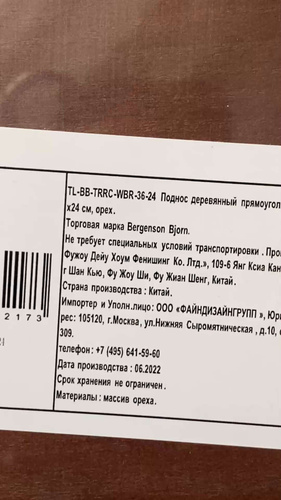 TL-BB-TRRC-WBR-36-24 Поднос деревянный прямоугол
х24 см, орех.
Торговая марка Bergenson Bjorn.
Не требует специальных условий транспортировки . Про
Фужоу Дейу Хоум Фенишинг Ко. Лтд.», 109-6 Янг Ксиа Кан
г Шан Кью, Фу Жоу Ши, Фу Жиан Шенг, Китай.
Страна производства : Китай.
Импортер и Уполн.лицо: ООО «ФАЙНДИЗАЙНГРУПП », Юри
рес: 105120, г.Москва, ул.Нижняя Сыромятническая , д.10, с
309.
телефон: +7 (495) 641-59-60
Дата производства : 06.2022
Срок хранения не ограничен .
Материалы : массив ореха.
2173